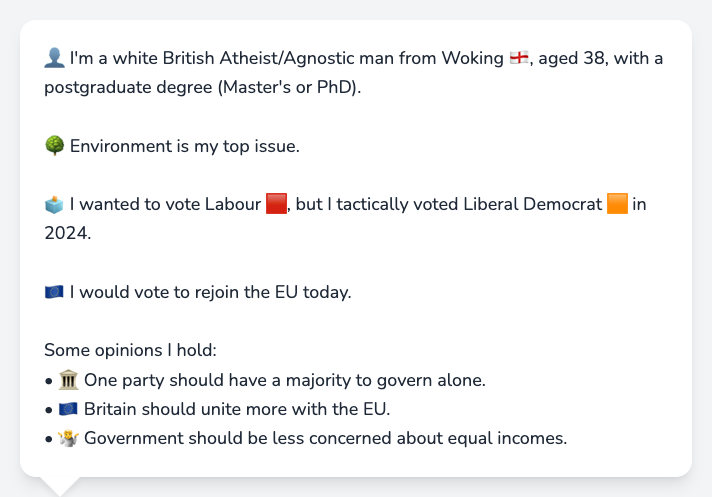 👤 I'm a white British Atheist/Agnostic man from Woking 🏴󠁧󠁢󠁥󠁮󠁧󠁿, aged 38, with a
postgraduate degree (Master's or PhD).
🌳 Environment is my top issue.
🗳️ I wanted to vote Labour 🟥, but I tactically voted Liberal Democrat 🟧 in
2024.
🇪🇺 I would vote to rejoin the EU today.
Some opinions I hold:
• 🏛️ One party should have a majority to govern alone.
• 🇪🇺 Britain should unite more with the EU.
• 🤷 Government should be less concerned about equal incomes.